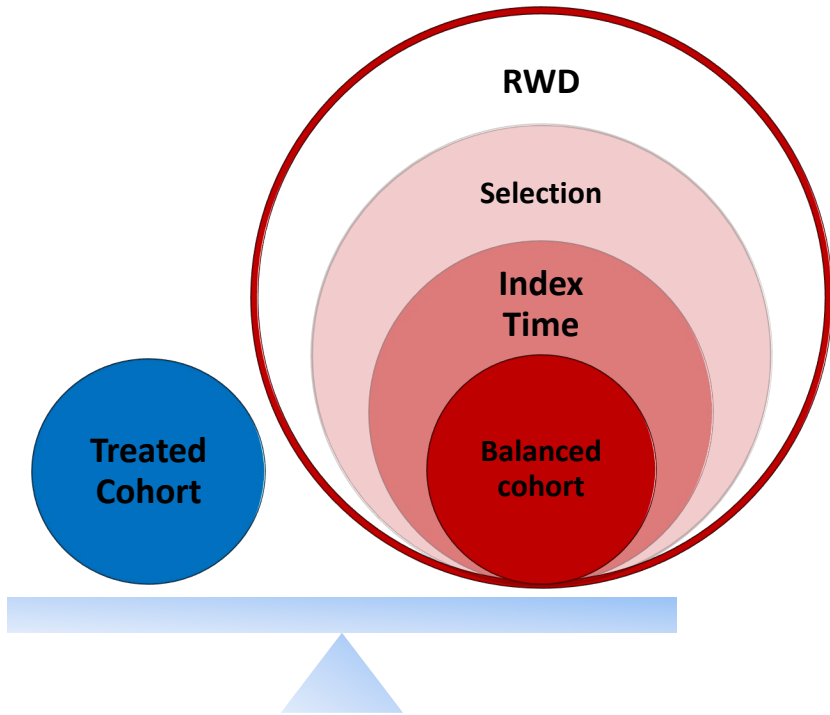 RWD
Selection
Index
Time
Treated
Cohort
Balanced
cohort